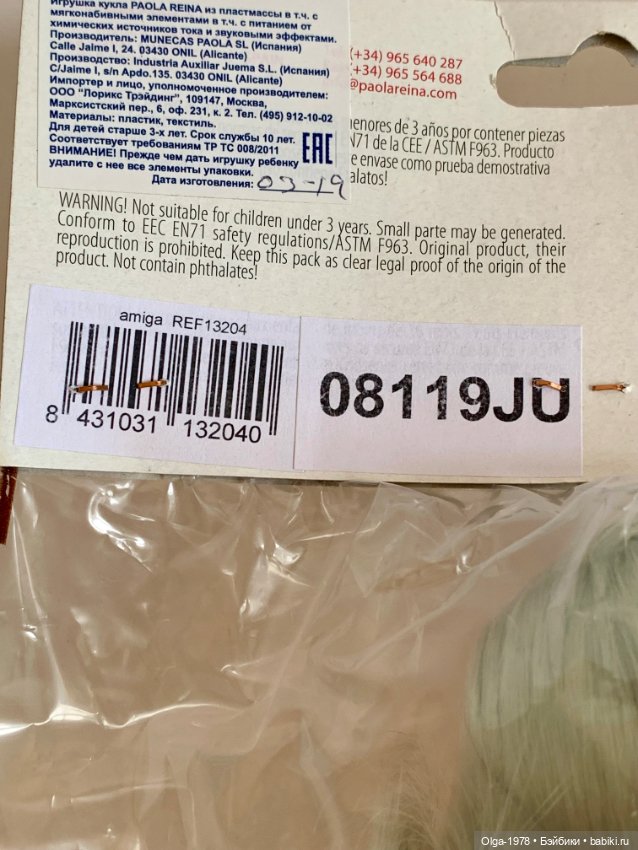 Игрушка кукла PAOLA REINA из пластмассы в т.ч. с
мягконабивными элементами в т.ч. с питанием от
химических источников тока и звуковыми эффектами.
Производитель: MUNECAS PAOLA SL (Испания)
Calle Jaime I, 24. 03430 ONIL (Alicante)
Производство: Industria Auxiliar Juema S.L. (Испания)
C/Jaime I, s/n Apdo.135. 03430 ONIL (Alicante)
Импортер и лицо, уполномоченное производителем:
ООО "Лорикс Трэйдинг", 109147, Москва,
Марксистский пер., 6, оф. 231, к. 2. Тел. (495) 912-10-02
Материалы: пластик, текстиль.
Для детей старше 3-х лет. Срок службы 10 лет.
Соответствует требованиям ТР ТС 008/2011
ВНИМАНИЕ! Прежде чем дать игрушку ребенку
удалите с нее все элементы упаковки.
Дата изготовления: 03-19
EAC
(+34) 965 640 287
(+34) 965 564 688
@paolareina.com
enores de 3 años por contener piezas
N71 de la CEE / ASTM F963. Producto
e envase como prueba demostrativa
alatos!
WARNING! Not suitable for children under 3 years. Small parte may be generated.
Conform to EEC EN71 safety regulations/ASTM F963. Original product, their
reproduction is prohibited. Keep this pack as clear legal proof of the origin of the
product. Not contain phthalates!
amiga REF13204
8 431031 132040
08119JU
Olga-1978 • Бэйбики • babiki.ru